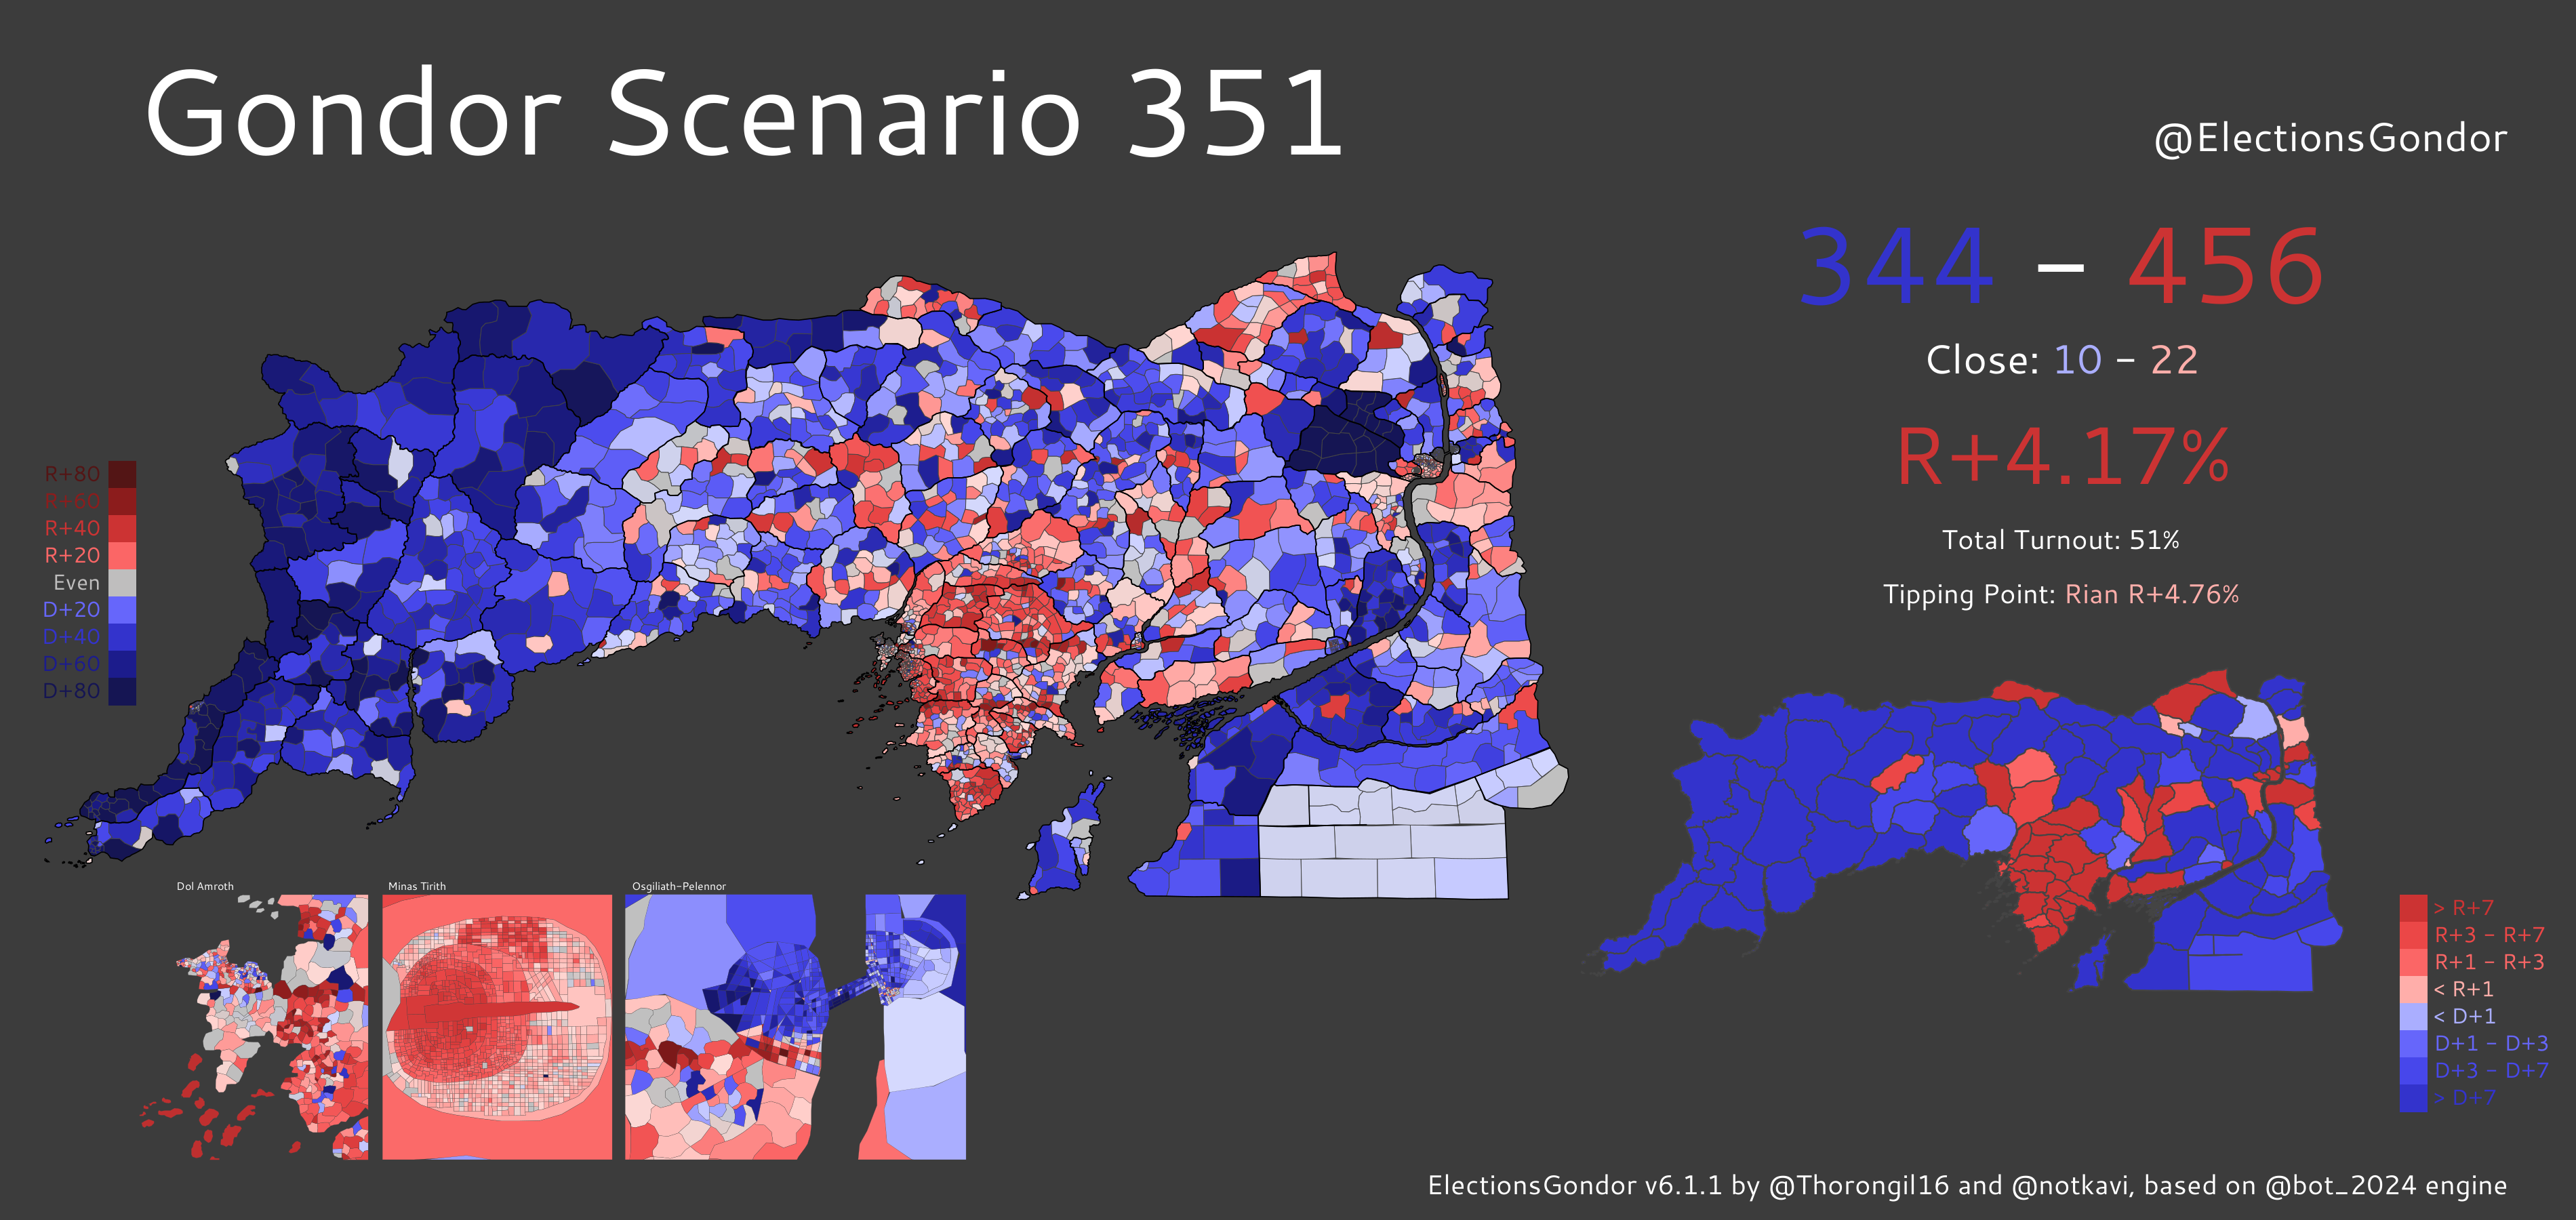 Gondor Scenario 351
@ElectionsGondor
344 – 456
Close: 10 – 22
R+4.17%
Total Turnout: 51%
Tipping Point: Rian R+4.76%
R+80
R+60
R+40
R+20
Even
D+20
D+40
D+60
D+80
Dol Amroth
Minas Tirith
Osgiliath-Pelennor
> R+7
R+3 – R+7
R+1 – R+3
< R+1
< D+1
D+1 – D+3
D+3 – D+7
> D+7
ElectionsGondor v6.1.1 by @Thorongil16 and @notkavi, based on @bot_2024 engine